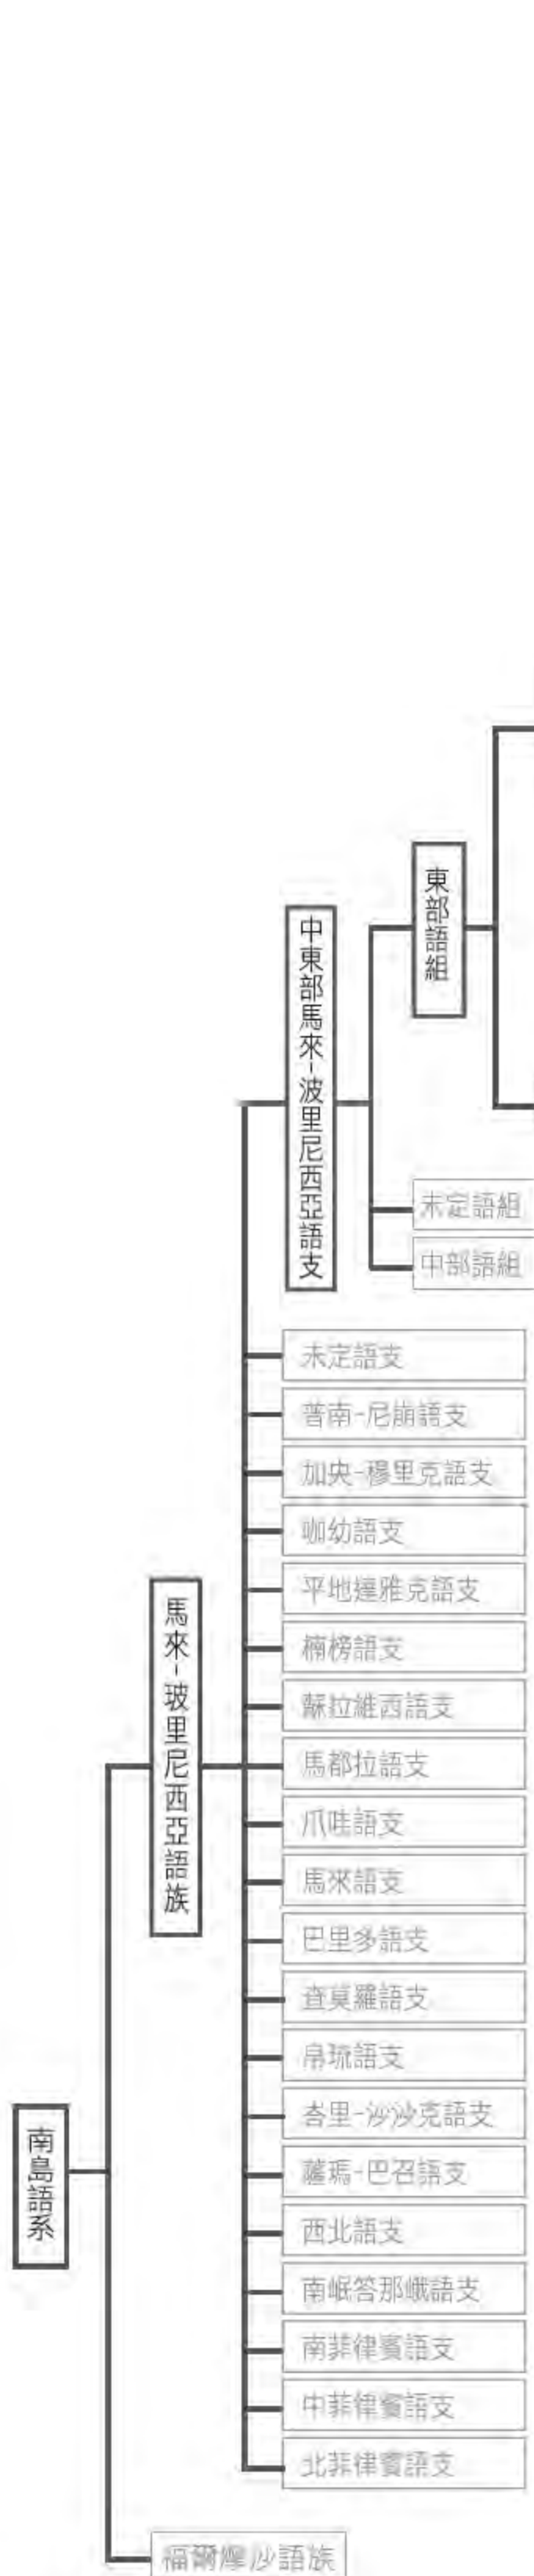 東部語組
中東部馬來-波里尼西亞語支
未定語組
中部語組
未定語支
普南-尼崩語支
加央-穆里克語支
咖幼語支
平地達雅克語支
楠榜語支
蘇拉維西語支
馬來-玻里尼西亞語族
馬都拉語支
爪哇語支
馬來語支
巴里多語支
查莫羅語支
帛琉語支
峇里-沙沙克語支
南島語系
薩瑪-巴召語支
西北語支
南岷答那峨語支
南菲律賓語支
中菲律賓語支
北菲律賓語支
福爾摩沙語族